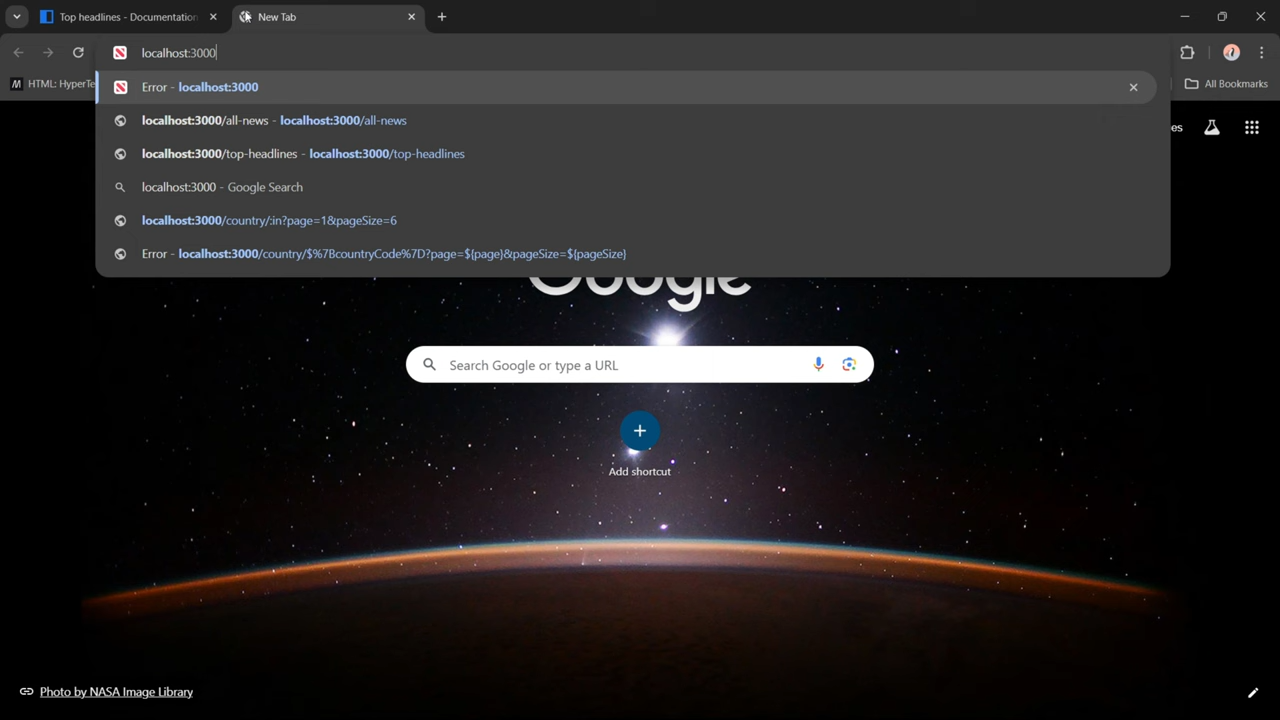 Top headlines - Documentation
New Tab
localhost:3000
HTML: HyperTe
All Bookmarks
Error - localhost:3000
localhost:3000/all-news - localhost:3000/all-news
localhost:3000/top-headlines - localhost:3000/top-headlines
localhost:3000 - Google Search
localhost:3000/country/:in?page=1&pageSize=6
Error - localhost:3000/country/$%7BcountryCode%7D?page=${page}&pageSize=${pageSize}
es
Google
Search Google or type a URL
Add shortcut
Photo by NASA Image Library